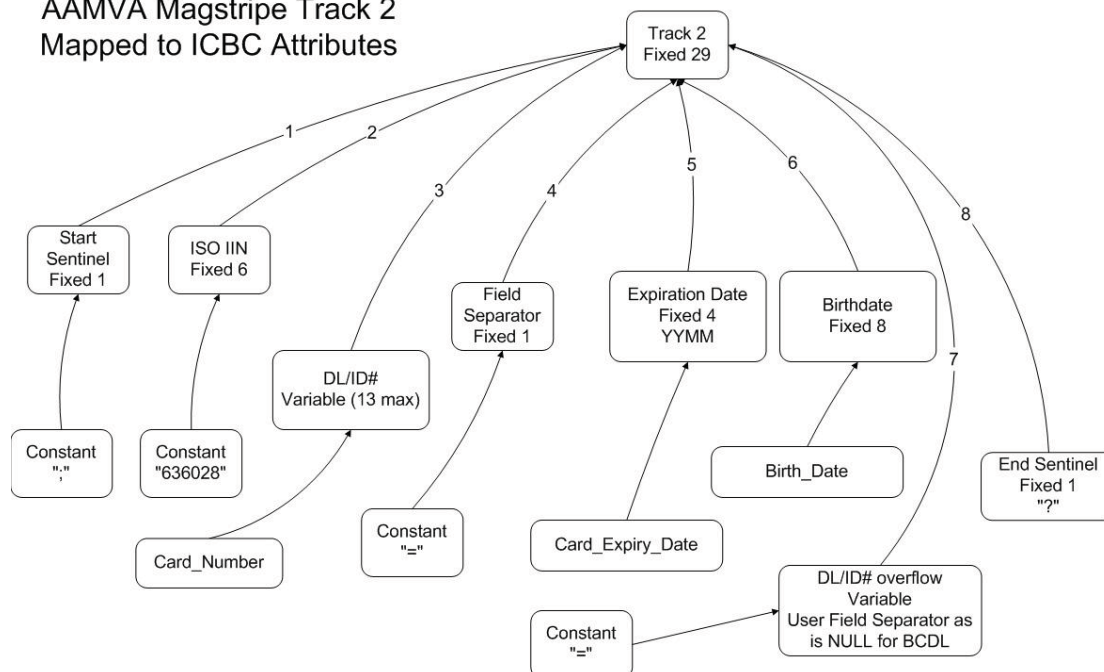 AAMVA Magstripe Track 2
Mapped to ICBC Attributes
Track 2
Fixed 29
1
2
3
4
5
6
7
8
Start
Sentinel
Fixed 1
ISO IIN
Fixed 6
DL/ID#
Variable (13 max)
Field
Separator
Fixed 1
Expiration Date
Fixed 4
YYMM
Birthdate
Fixed 8
Constant
";"
Constant
"636028"
Card_Number
Constant
"="
Card_Expiry_Date
Birth_Date
End Sentinel
Fixed 1
"?"
DL/ID# overflow
Variable
User Field Separator as
is NULL for BCDL
Constant
"="